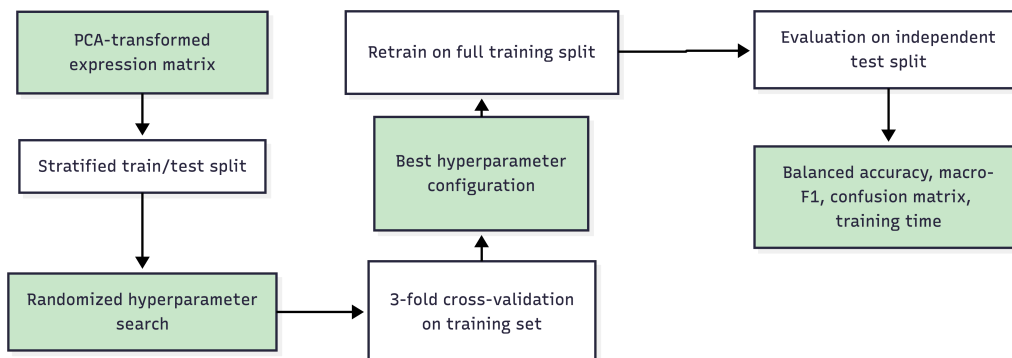 PCA-transformed
expression matrix
Stratified train/test split
Randomized hyperparameter
search
3-fold cross-validation
on training set
Best hyperparameter
configuration
Retrain on full training split
Evaluation on independent
test split
Balanced accuracy, macro-
F1, confusion matrix,
training time